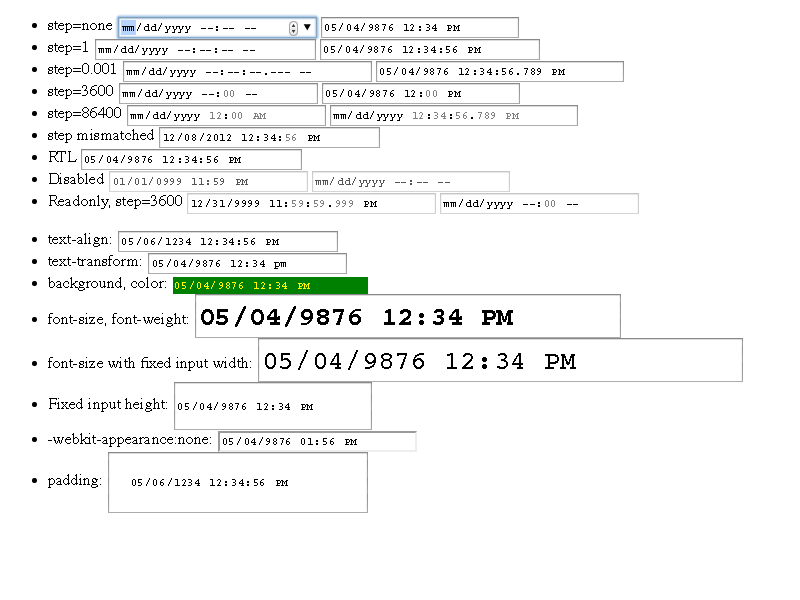 step=none mm/dd/yyyy --:-- -- 05/04/9876 12:34 PM
step=1 mm/dd/yyyy --:--:-- -- 05/04/9876 12:34:56 PM
step=0.001 mm/dd/yyyy --:--:--.--- -- 05/04/9876 12:34:56.789 PM
step=3600 mm/dd/yyyy --:00 -- 05/04/9876 12:00 PM
step=86400 mm/dd/yyyy 12:00 AM mm/dd/yyyy 12:34:56.789 PM
step mismatched 12/08/2012 12:34:56 PM
RTL 05/04/9876 12:34:56 PM
Disabled 01/01/0999 11:59 PM mm/dd/yyyy --:-- --
Readonly, step=3600 12/31/9999 11:59:59.999 PM mm/dd/yyyy --:00 --
text-align: 05/06/1234 12:34:56 PM
text-transform: 05/04/9876 12:34 pm
background, color: 05/04/9876 12:34 PM
font-size, font-weight: 05/04/9876 12:34 PM
font-size with fixed input width: 05/04/9876 12:34 PM
Fixed input height: 05/04/9876 12:34 PM
-webkit-appearance:none: 05/04/9876 01:56 PM
padding: 05/06/1234 12:34:56 PM